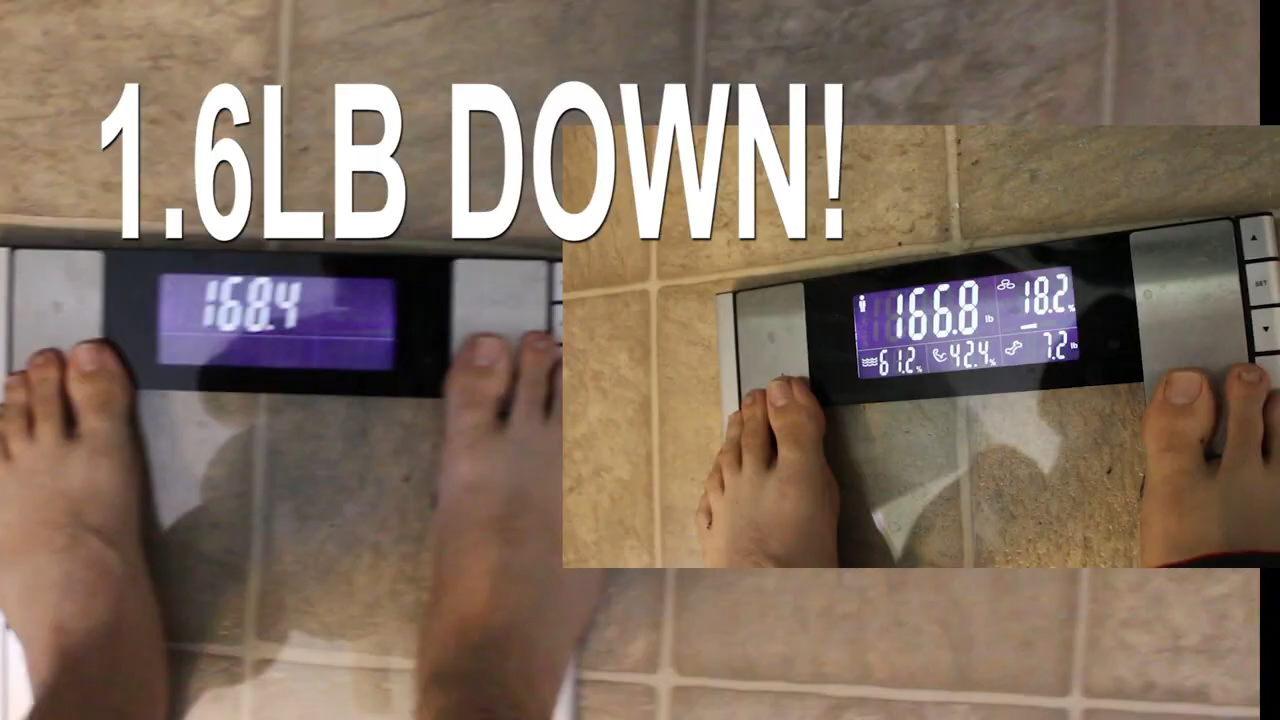 1.6LB DOWN!
168.4
166.8 lb
18.2 %
61.2 %
42.4 %
7.2 lb
SET